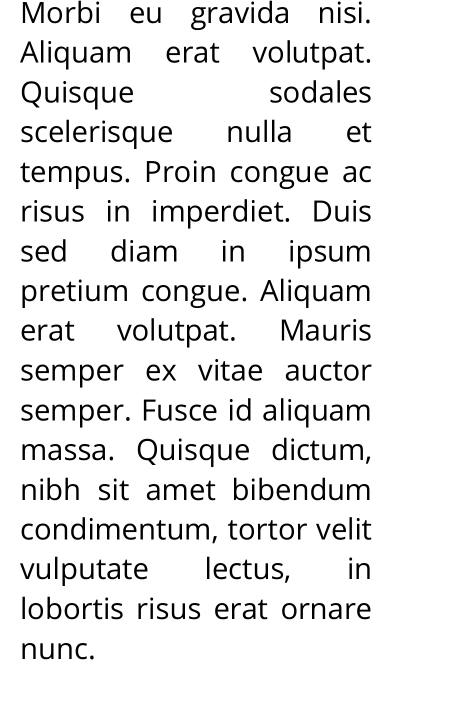 Morbi eu gravida nisi.
Aliquam erat volutpat.
Quisque sodales
scelerisque nulla et
tempus. Proin congue ac
risus in imperdiet. Duis
sed diam in ipsum
pretium congue. Aliquam
erat volutpat. Mauris
semper ex vitae auctor
semper. Fusce id aliquam
massa. Quisque dictum,
nibh sit amet bibendum
condimentum, tortor velit
vulputate lectus, in
lobortis risus erat ornare
nunc.